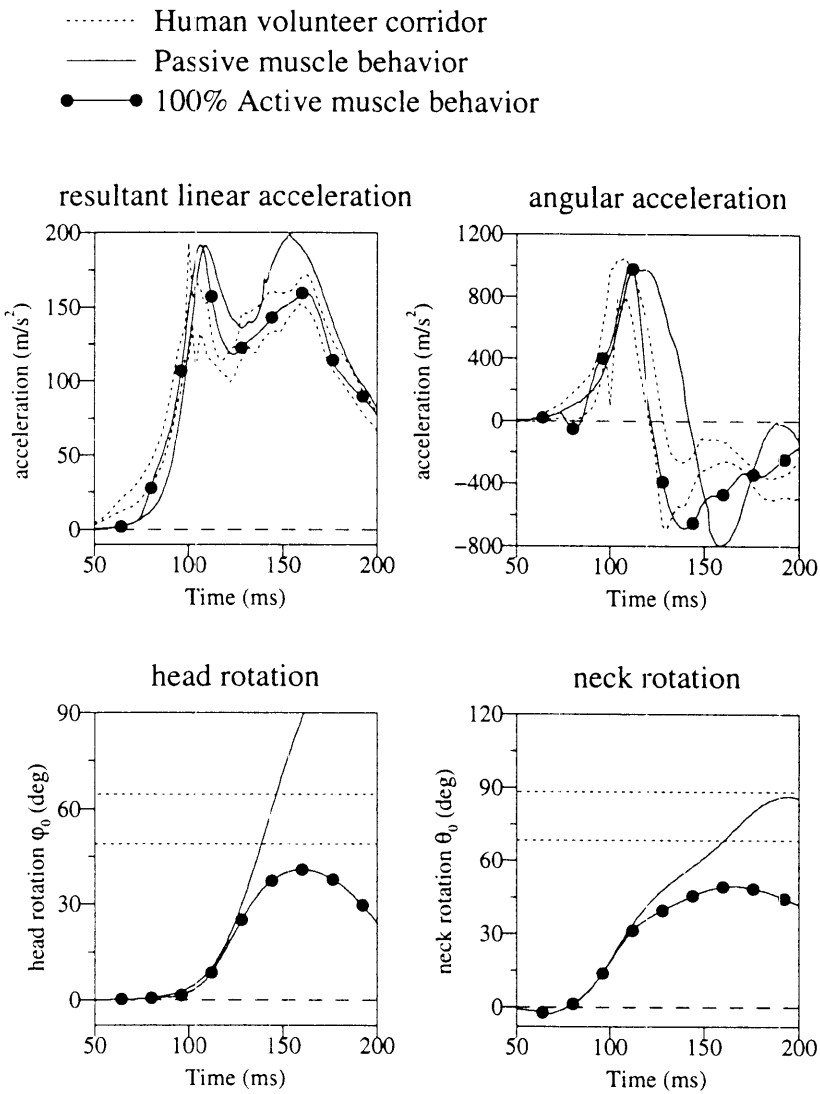 Human volunteer corridor
Passive muscle behavior
100% Active muscle behavior
resultant linear acceleration
200
150
100
50
0
acceleration (m/s²)
50 100 150 200
Time (ms)
angular acceleration
1200
800
400
0
−400
−800
acceleration (m/s²)
50 100 150 200
Time (ms)
head rotation
90
60
30
0
head rotation φ₀ (deg)
50 100 150 200
Time (ms)
neck rotation
120
90
60
30
0
neck rotation θ₀ (deg)
50 100 150 200
Time (ms)